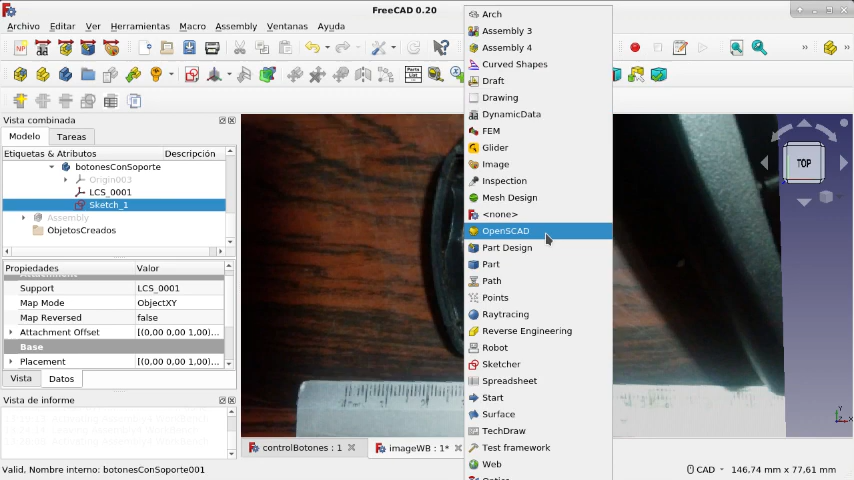 FreeCAD 0.20
Archivo Editar Ver Herramientas Macro Assembly Ventanas Ayuda
Vista combinada
Modelo Tareas
Etiquetas & Atributos Descripción
botonesConSoporte
Origin003
LCS_0001
Sketch_1
Assembly
ObjetosCreados
Propiedades Valor
Support LCS_0001
Map Mode ObjectXY
Map Reversed false
Attachment Offset [(0,00 0,00 1,00)...
Base
Placement [(0,00 0,00 1,00)...
Vista Datos
Vista de informe
Arch
Assembly 3
Assembly 4
Curved Shapes
Draft
Drawing
DynamicData
FEM
Glider
Image
Inspection
Mesh Design
<none>
OpenSCAD
Part Design
Part
Path
Points
Raytracing
Reverse Engineering
Robot
Sketcher
Spreadsheet
Start
Surface
TechDraw
Test framework
Web
TOP
controlBotones : 1
imageWB : 1*
Valid. Nombre interno: botonesConSoporte001
CAD
146.74 mm x 77.61 mm